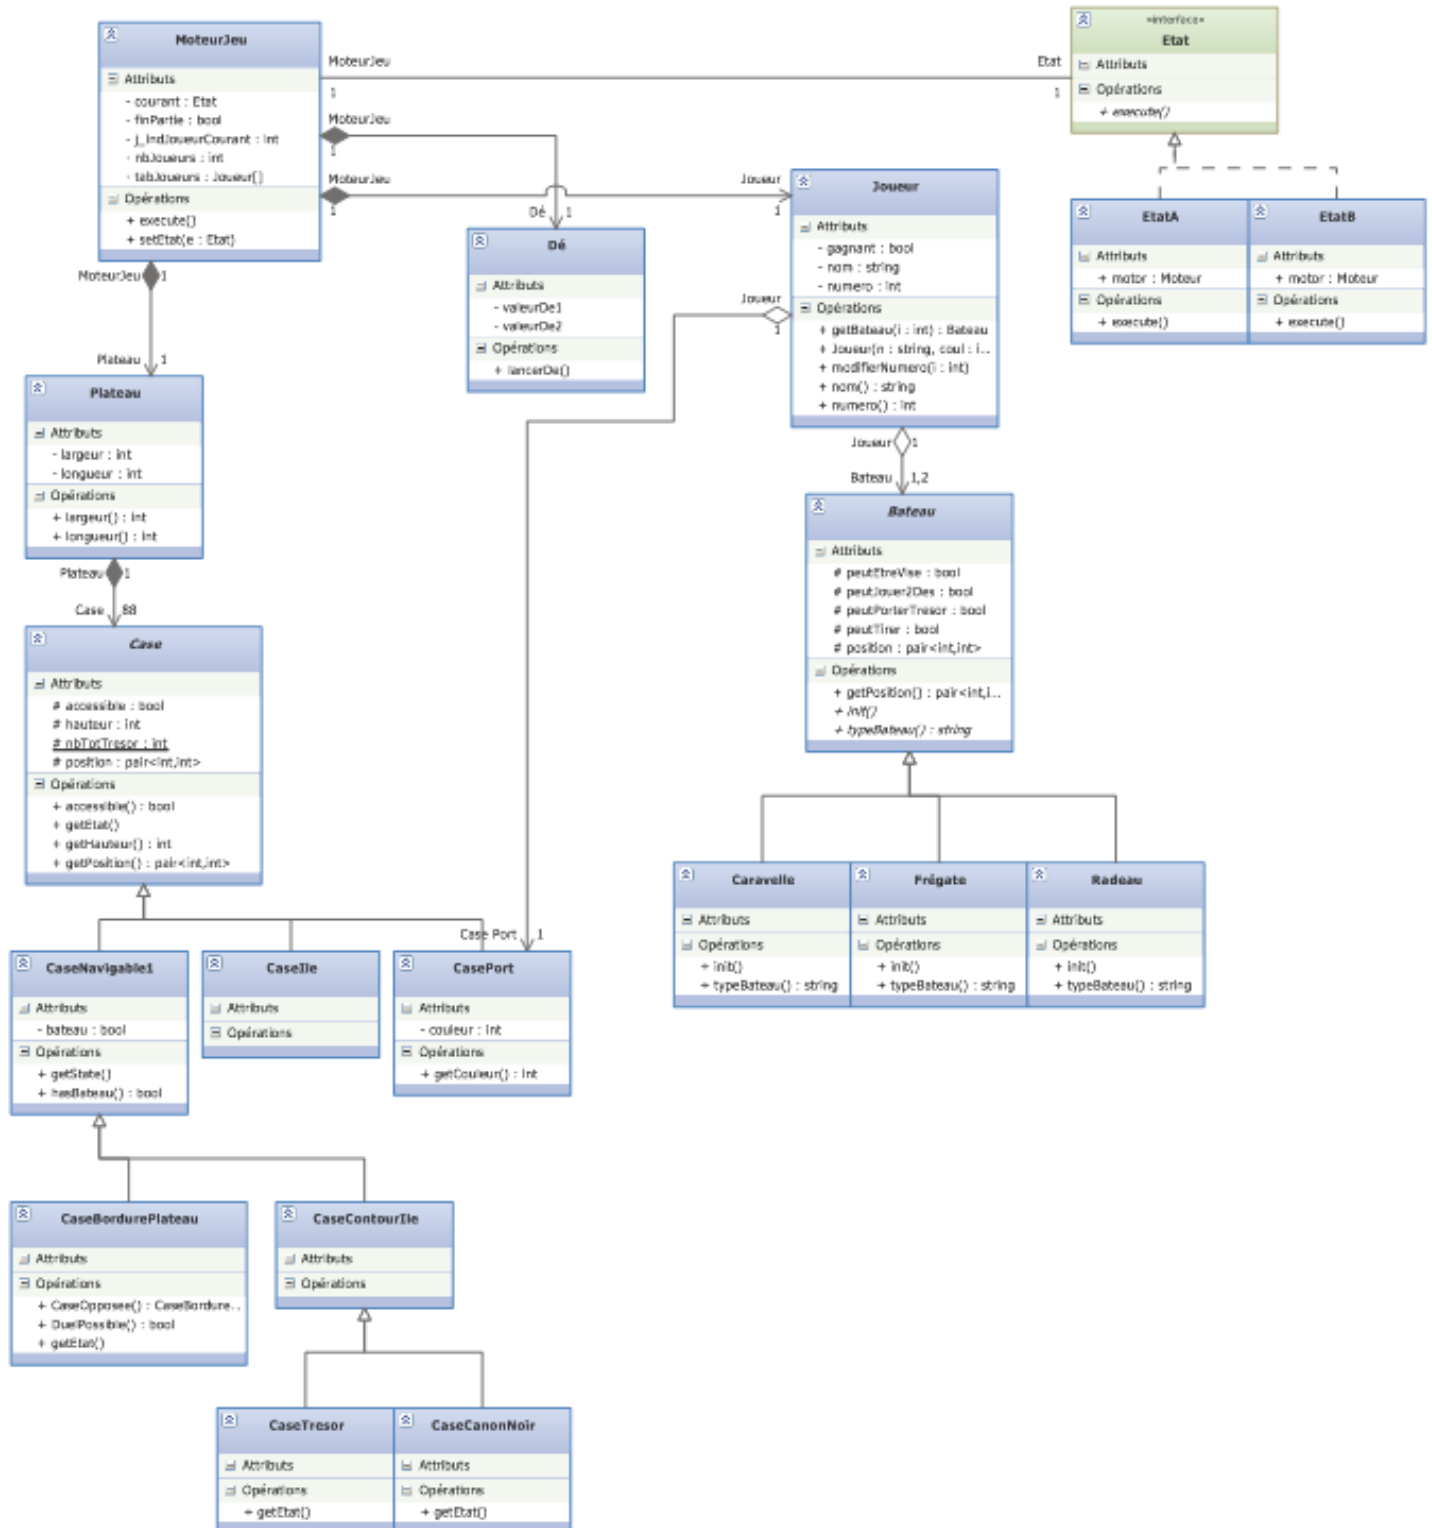 MoteurJeu
Attributs
- courant : Etat
- finPartie : bool
- j_indJoueurCourant : int
- nbJoueurs : int
- tabJoueurs : Joueur[]
Opérations
+ execute()
+ setEtat(e : Etat)
MoteurJeu
1
Etat
1
«interface»
Etat
Attributs
Opérations
+ execute()
MoteurJeu
1
Dé
1
MoteurJeu
1
Joueur
1
EtatA
Attributs
+ motor : Moteur
Opérations
+ execute()
EtatB
Attributs
+ motor : Moteur
Opérations
+ execute()
Dé
Attributs
- valeurDe1
- valeurDe2
Opérations
+ lancerDe()
Joueur
Attributs
- gagnant : bool
- nom : string
- numero : int
Opérations
+ getBateau(i : int) : Bateau
+ Joueur(n : string, coul : i...
+ modifierNumero(i : int)
+ nom() : string
+ numero() : int
Joueur
1
MoteurJeu
1
Plateau
1
Plateau
Attributs
- largeur : int
- longueur : int
Opérations
+ largeur() : int
+ longueur() : int
Joueur
1
Bateau
1,2
Bateau
Attributs
# peutEtreVise : bool
# peutJouer2Des : bool
# peutPorterTresor : bool
# peutTirer : bool
# position : pair<int,int>
Opérations
+ getPosition() : pair<int,i...
+ init()
+ typeBateau() : string
Plateau
1
Case
88
Case
Attributs
# accessible : bool
# hauteur : int
# nbTotTresor : int
# position : pair<int,int>
Opérations
+ accessible() : bool
+ getEtat()
+ getHauteur() : int
+ getPosition() : pair<int,int>
Caravelle
Attributs
Opérations
+ init()
+ typeBateau() : string
Frégate
Attributs
Opérations
+ init()
+ typeBateau() : string
Radeau
Attributs
Opérations
+ init()
+ typeBateau() : string
Case Port
1
CaseNavigable1
Attributs
- bateau : bool
Opérations
+ getState()
+ hasBateau() : bool
CaseIle
Attributs
Opérations
CasePort
Attributs
- couleur : int
Opérations
+ getCouleur() : int
CaseBordurePlateau
Attributs
Opérations
+ CaseOpposee() : CaseBordure...
+ DuelPossible() : bool
+ getEtat()
CaseContourIle
Attributs
Opérations
CaseTresor
Attributs
Opérations
+ getEtat()
CaseCanonNoir
Attributs
Opérations
+ getEtat()